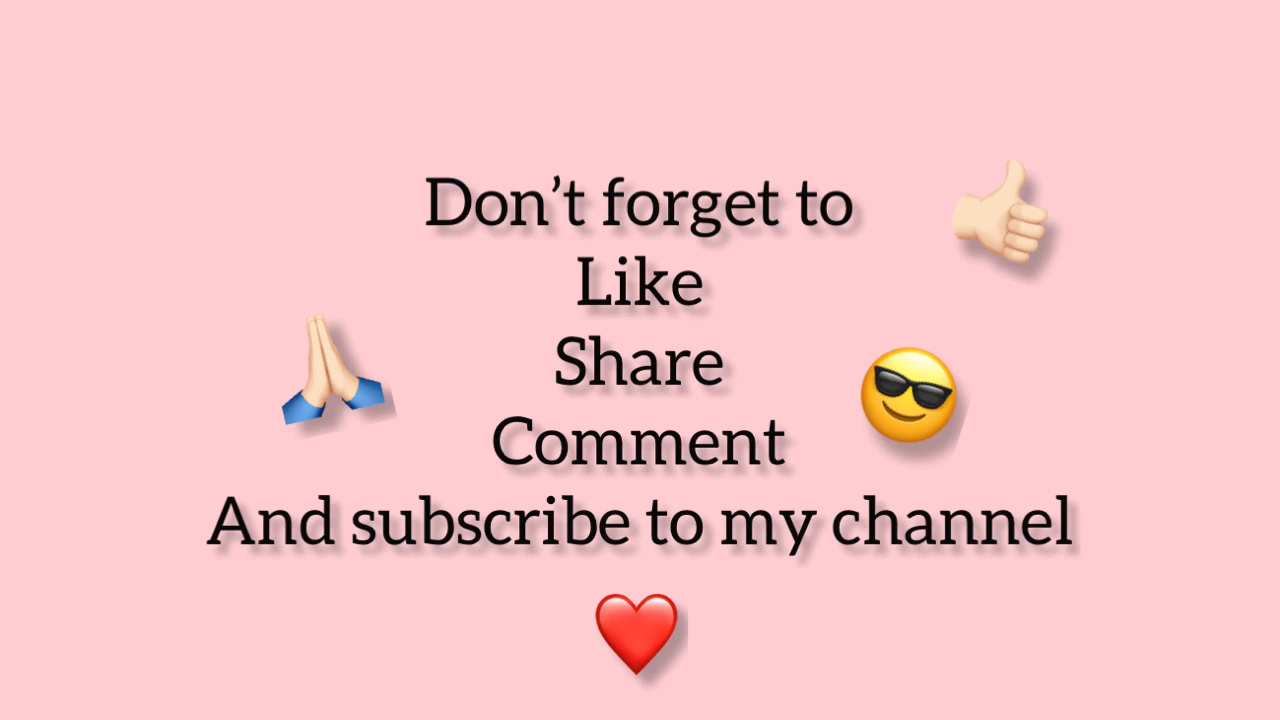 Don’t forget to
Like
Share
Comment
And subscribe to my channel